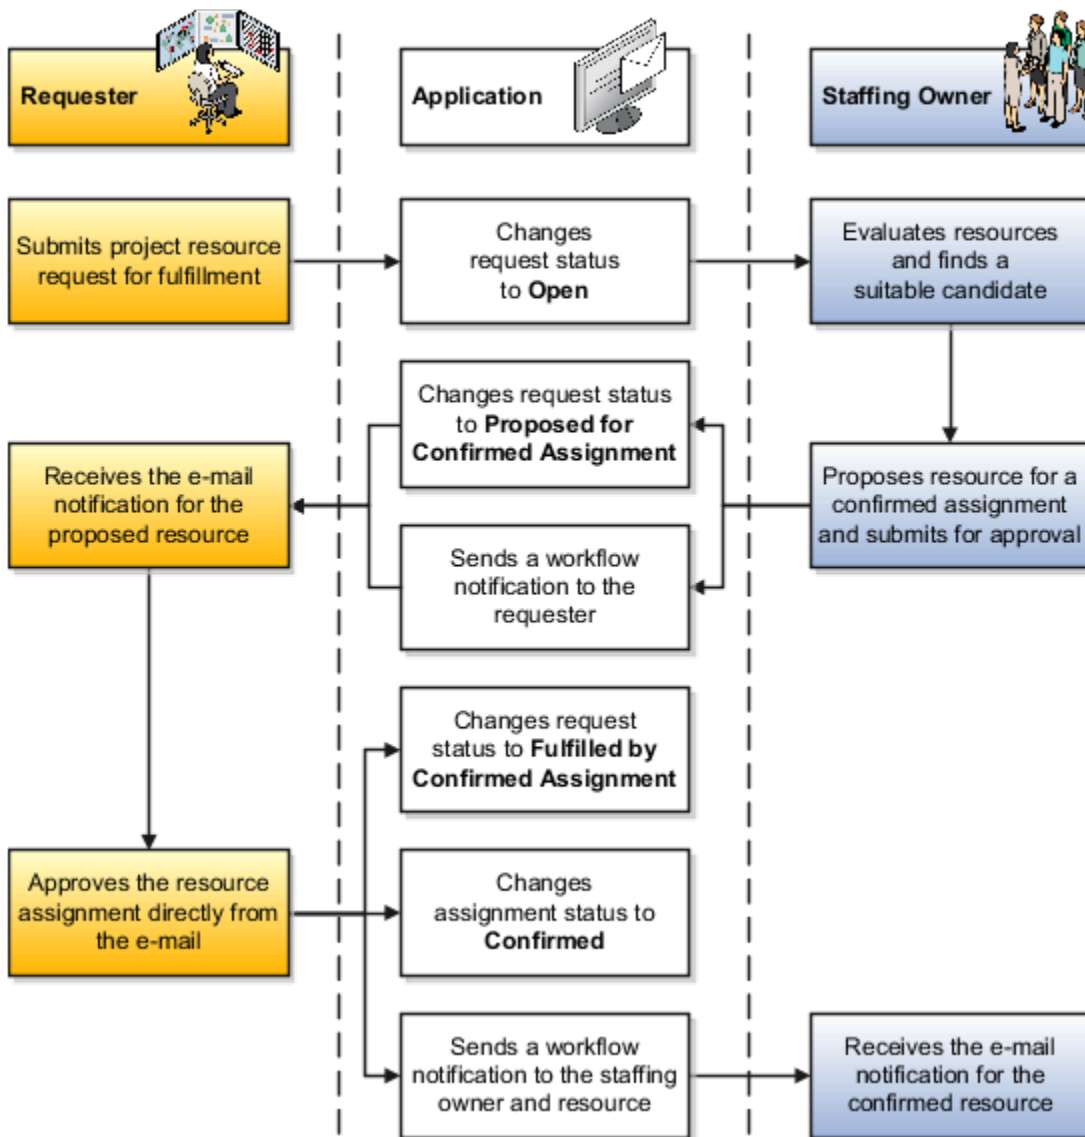 Requester
Application
Staffing Owner
Submits project resource
request for fulfillment
Changes
request status
to Open
Evaluates resources
and finds a
suitable candidate
Changes request status
to Proposed for
Confirmed Assignment
Receives the e-mail
notification for the
proposed resource
Proposes resource for a
confirmed assignment
and submits for approval
Sends a workflow
notification to the
requester
Changes request
status to Fulfilled by
Confirmed Assignment
Approves the resource
assignment directly from
the e-mail
Changes
assignment status to
Confirmed
Sends a workflow
notification to the staffing
owner and resource
Receives the e-mail
notification for the
confirmed resource